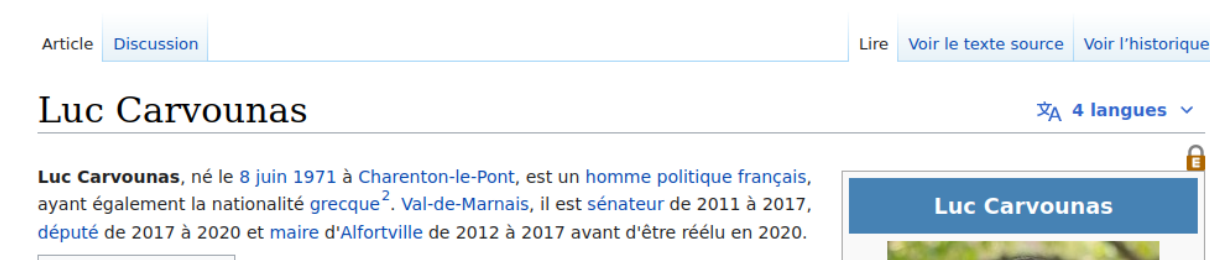 Article Discussion Lire Voir le texte source Voir l’historique
Luc Carvounas 4 langues
E
Luc Carvounas, né le 8 juin 1971 à Charenton-le-Pont, est un homme politique français,
ayant également la nationalité grecque2. Val-de-Marnais, il est sénateur de 2011 à 2017,
député de 2017 à 2020 et maire d'Alfortville de 2012 à 2017 avant d'être réélu en 2020.
Luc Carvounas